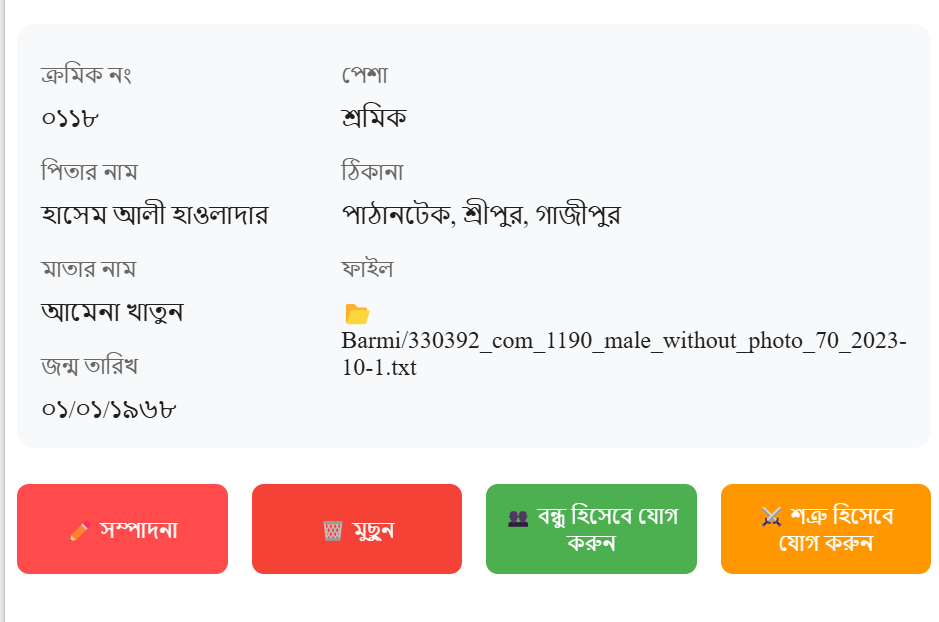 ক্রমিক নং
০১১৮
পিতার নাম
হাসেম আলী হাওলাদার
মাতার নাম
আমেনা খাতুন
জন্ম তারিখ
০১/০১/১৯৬৮
পেশা
শ্রমিক
ঠিকানা
পাঠানটেক, শ্রীপুর, গাজীপুর
ফাইল
Barmi/330392_com_1190_male_without_photo_70_2023-
10-1.txt
সম্পাদনা
মুছুন
বন্ধু হিসেবে যোগ
করুন
শত্রু হিসেবে
যোগ করুন